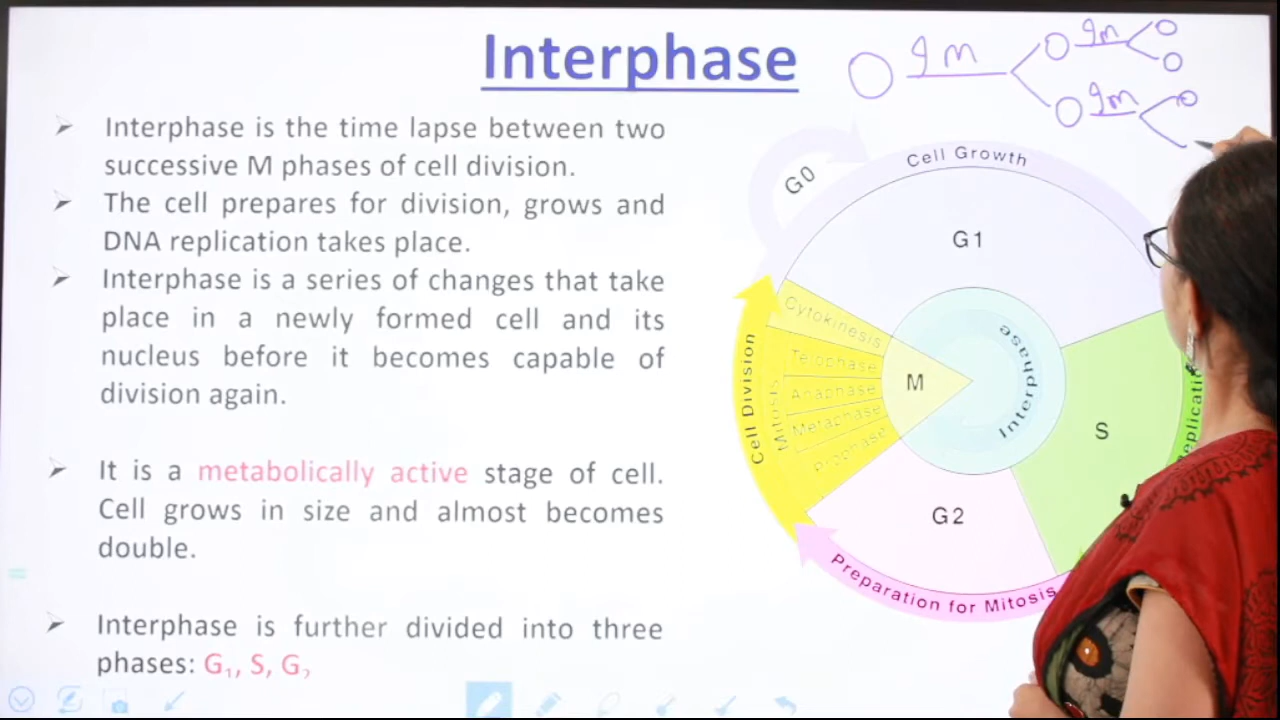 Interphase
Interphase is the time lapse between two
successive M phases of cell division.
The cell prepares for division, grows and
DNA replication takes place.
Interphase is a series of changes that take
place in a newly formed cell and its
nucleus before it becomes capable of
division again.
It is a metabolically active stage of cell.
Cell grows in size and almost becomes
double.
Interphase is further divided into three
phases: G₁, S, G₂
Cell Growth
G0
G1
Cytokinesis
Telophase
Anaphase
Metaphase
Prophase
Mitosis
Cell Division
M
Interphase
S
G2
Preparation for Mitosis